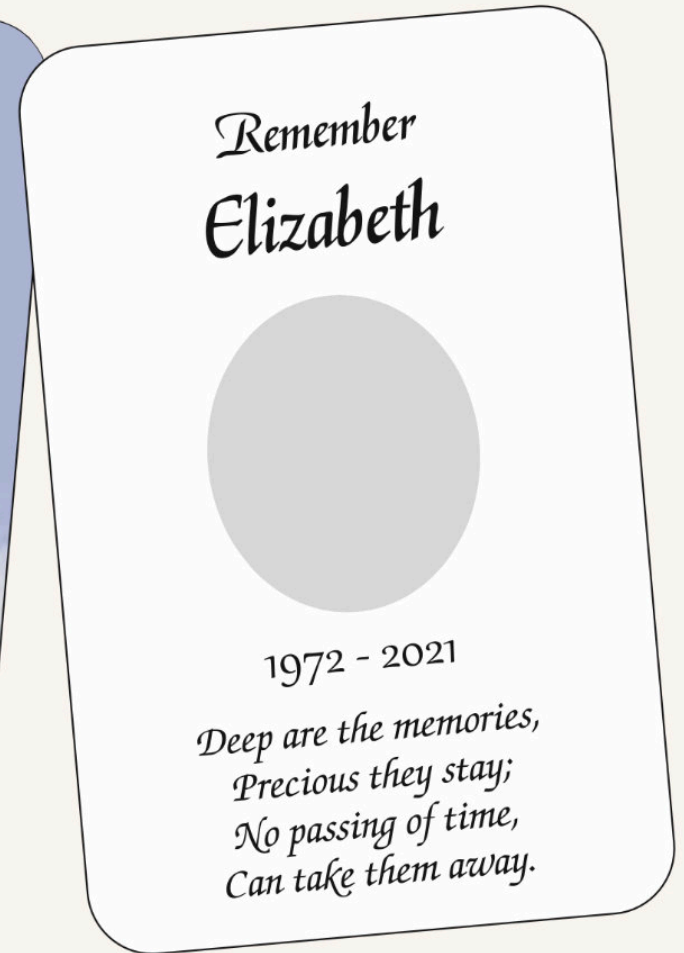 Remember
Elizabeth
1972 - 2021
Deep are the memories,
Precious they stay;
No passing of time,
Can take them away.